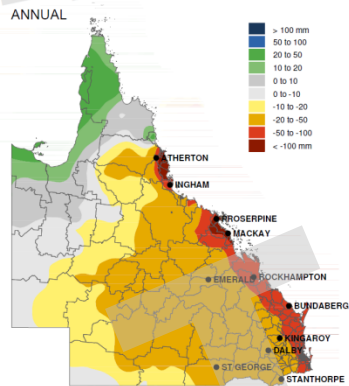 ANNUAL
> 100 mm
50 to 100
20 to 50
10 to 20
0 to 10
0 to -10
-10 to -20
-20 to -50
-50 to -100
< -100 mm
ATHERTON
INGHAM
PROSERPINE
MACKAY
EMERALD
ROCKHAMPTON
BUNDABERG
KINGAROY
DALBY
ST GEORGE
STANTHORPE